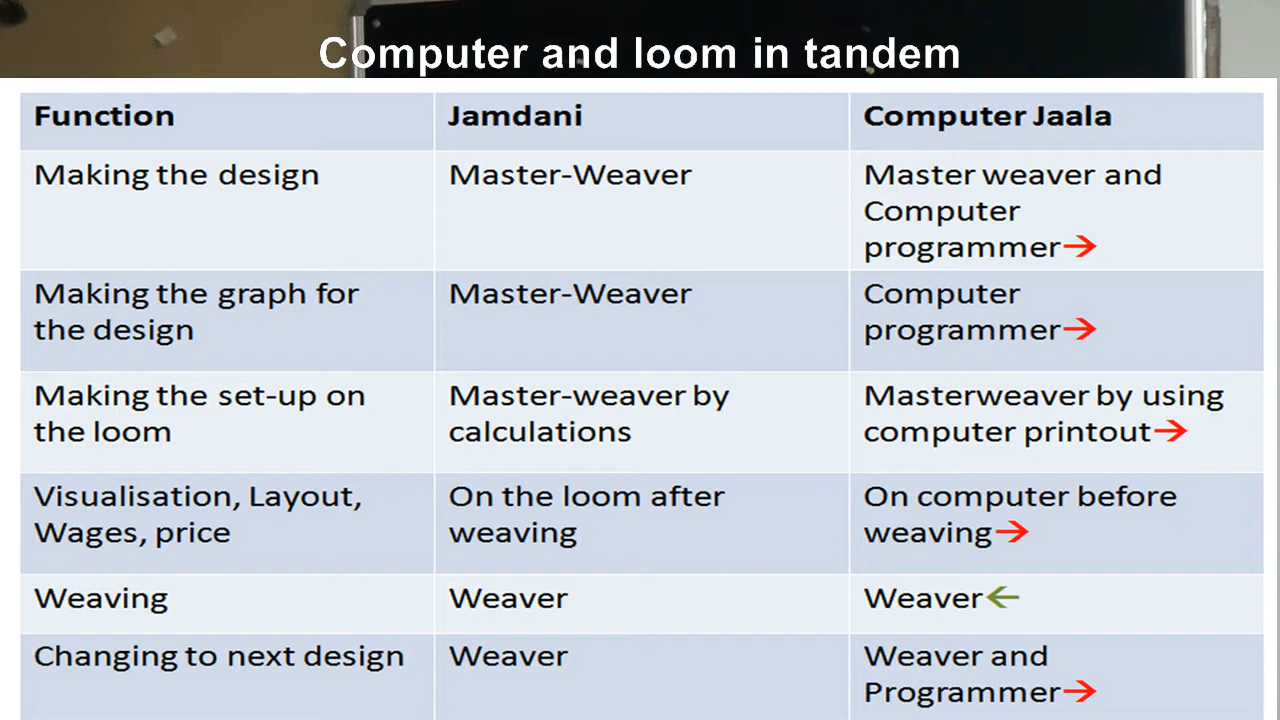 Computer and loom in tandem
Function Jamdani Computer Jaala
Making the design Master-Weaver Master weaver and
Computer
programmer→
Making the graph for Master-Weaver Computer
the design programmer→
Making the set-up on Master-weaver by Masterweaver by using
the loom calculations computer printout→
Visualisation, Layout, On the loom after On computer before
Wages, price weaving weaving→
Weaving Weaver Weaver←
Changing to next design Weaver Weaver and
Programmer→